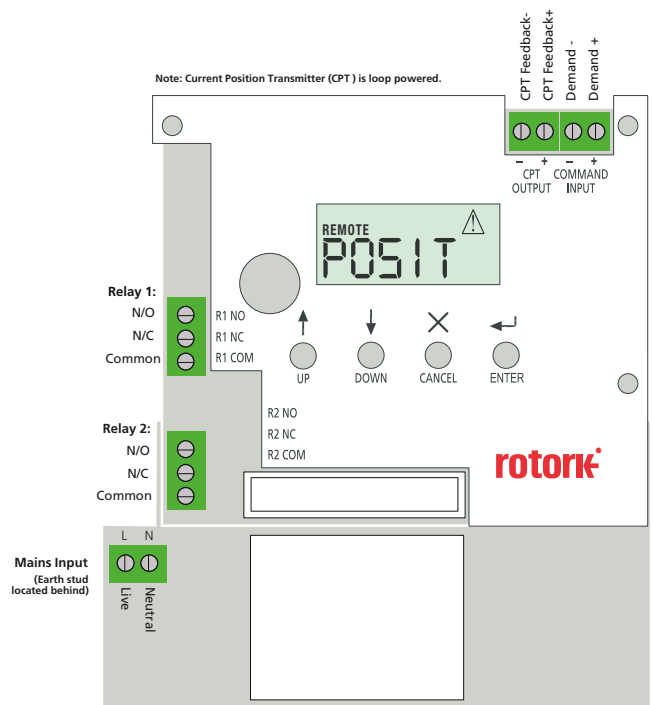 CPT Feedback-
CPT Feedback+
Demand -
Demand +
Note: Current Position Transmitter (CPT ) is loop powered.
− + − +
CPT OUTPUT
COMMAND INPUT
REMOTE
POSIT
Relay 1:
N/O
R1 NO
N/C
R1 NC
Common
R1 COM
UP
DOWN
CANCEL
ENTER
Relay 2:
R2 NO
N/O
R2 NC
N/C
R2 COM
Common
rotork
L N
Mains Input
(Earth stud
located behind)
Live
Neutral